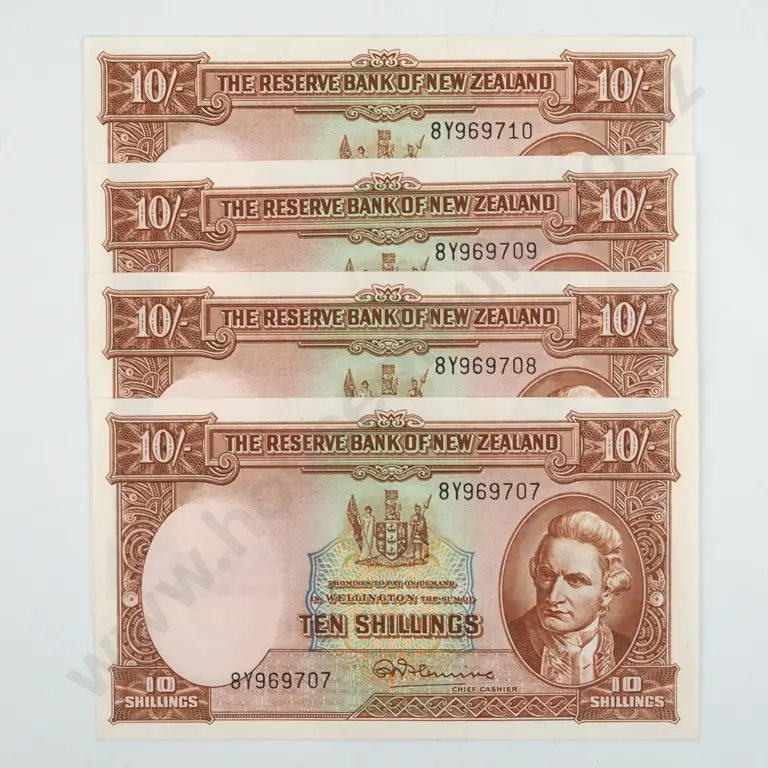 10/- THE RESERVE BANK OF NEW ZEALAND 10/-
8Y969710
10/- THE RESERVE BANK OF NEW ZEALAND 10/-
8Y969709
10/- THE RESERVE BANK OF NEW ZEALAND 10/-
8Y969708
10/- THE RESERVE BANK OF NEW ZEALAND 10/-
8Y969707
PROMISES TO PAY ON DEMAND
IN WELLINGTON THE SUM OF
TEN SHILLINGS
8Y969707
R Fleming
CHIEF CASHIER
10 SHILLINGS
10 SHILLINGS